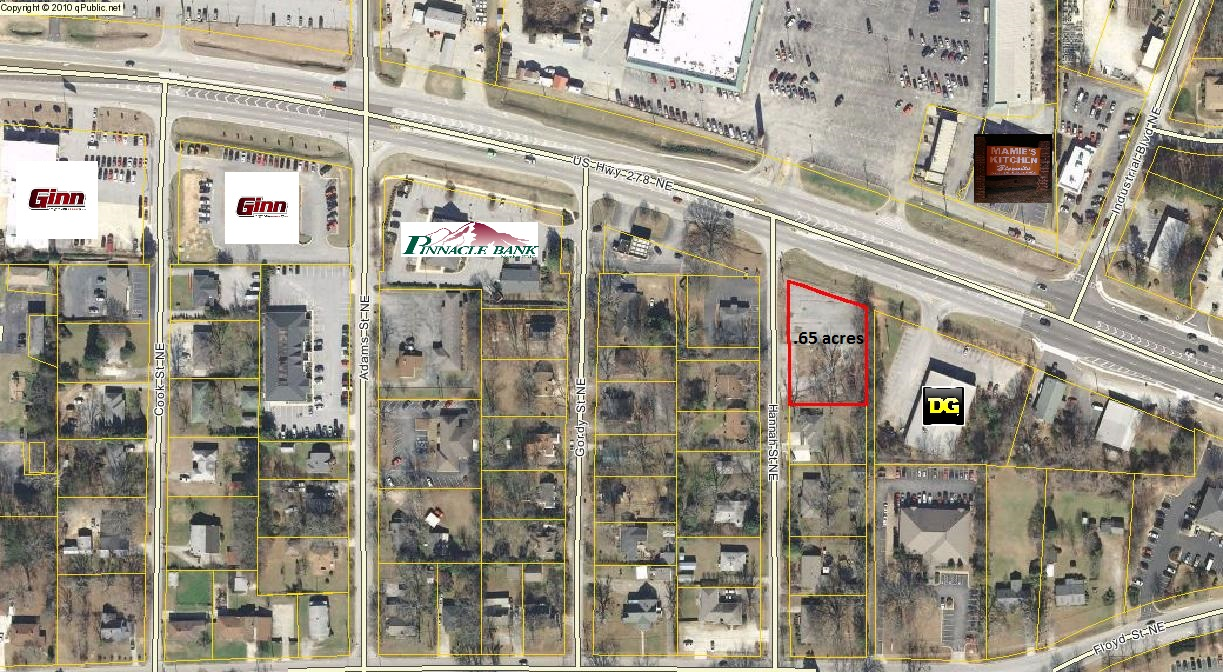 Copyright © 2010 qPublic.net
Ginn
Ginn
PINNACLE BANK
US Hwy 278 NE
MAMIE'S
KITCHEN
Biscuits
Industrial Blvd NE
.65 acres
DG
Cook St NE
Adams St NE
Gordy St NE
Hannah St NE
Floyd St NE